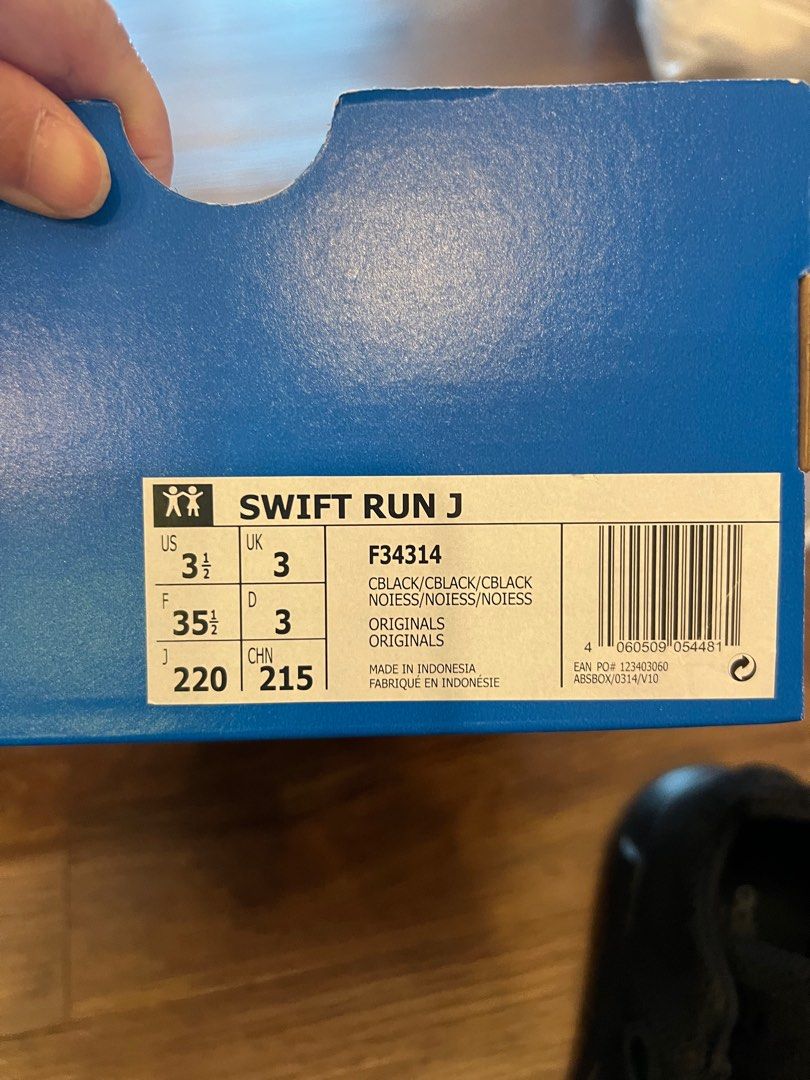 SWIFT RUN J
US 3½
UK 3
F 35½
D 3
J 220
CHN 215
F34314
CBLACK/CBLACK/CBLACK
NOIESS/NOIESS/NOIESS
ORIGINALS
ORIGINALS
MADE IN INDONESIA
FABRIQUÉ EN INDONÉSIE
4 060509 054481
EAN PO# 123403060
ABSBOX/0314/V10